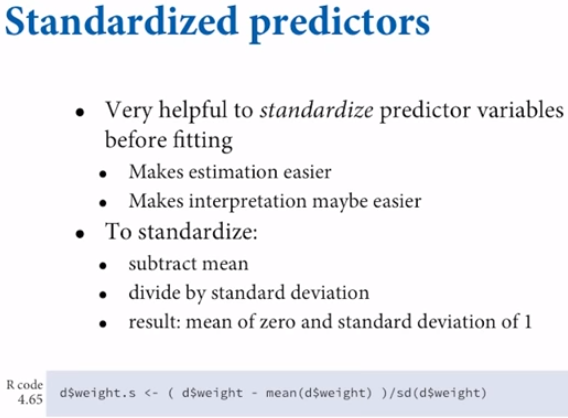 Standardized predictors
• Very helpful to standardize predictor variables
before fitting
• Makes estimation easier
• Makes interpretation maybe easier
• To standardize:
• subtract mean
• divide by standard deviation
• result: mean of zero and standard deviation of 1
R code
4.65
d$weight.s <- ( d$weight - mean(d$weight) )/sd(d$weight)